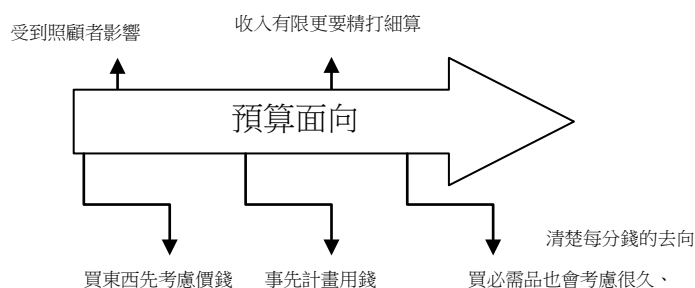 受到照顧者影響
收入有限更要精打細算
預算面向
清楚每分錢的去向
買東西先考慮價錢
事先計畫用錢
買必需品也會考慮很久、